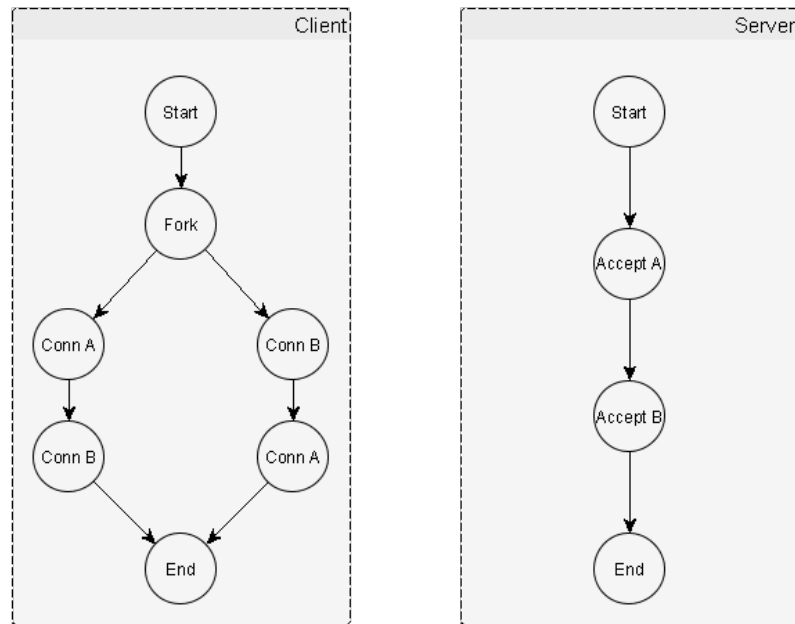 Client
Start
Fork
Conn A
Conn B
Conn B
Conn A
End
Server
Start
Accept A
Accept B
End